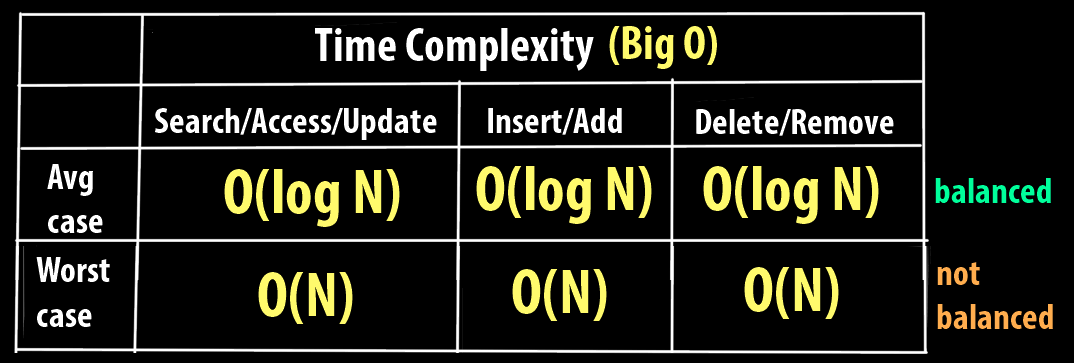 Time Complexity (Big O)
Search/Access/Update Insert/Add Delete/Remove
Avg
case
O(log N) O(log N) O(log N)
balanced
Worst
case
O(N) O(N) O(N)
not
balanced